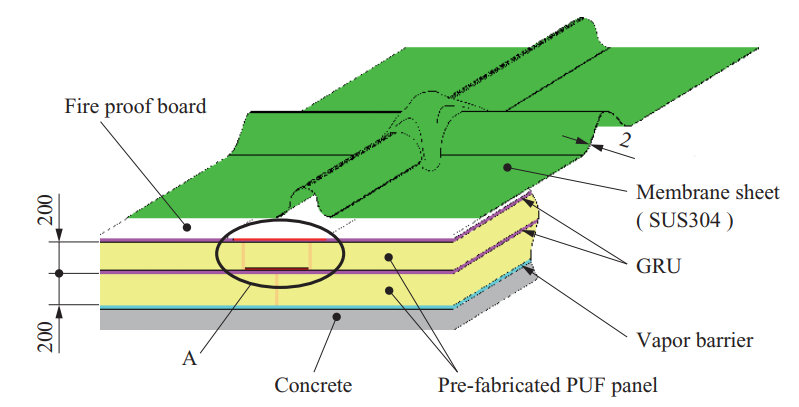 Fire proof board
2
Membrane sheet
( SUS304 )
200
GRU
200
Vapor barrier
A
Concrete
Pre-fabricated PUF panel